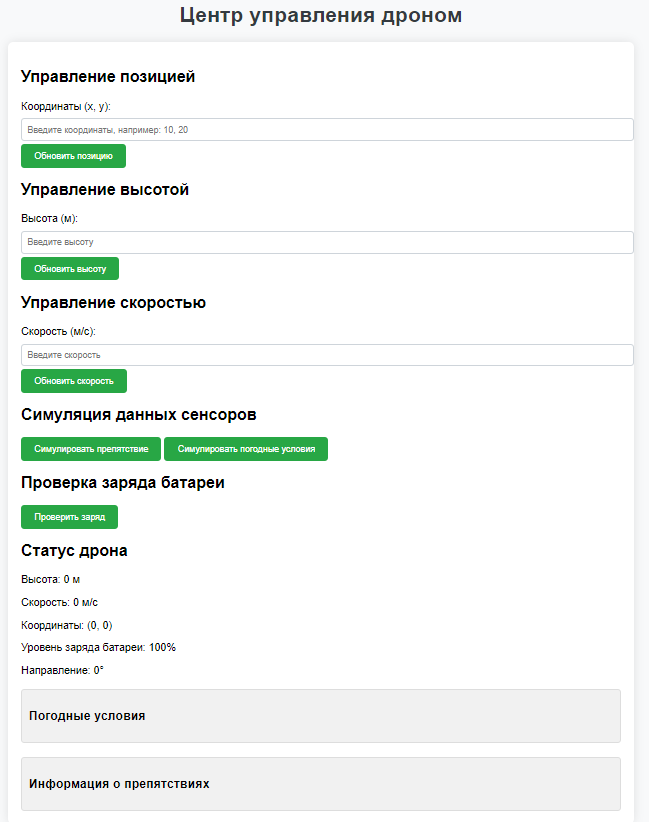 Центр управления дроном
Управление позицией
Координаты (x, y):
Введите координаты, например: 10, 20
Обновить позицию
Управление высотой
Высота (м):
Введите высоту
Обновить высоту
Управление скоростью
Скорость (м/с):
Введите скорость
Обновить скорость
Симуляция данных сенсоров
Симулировать препятствие Симулировать погодные условия
Проверка заряда батареи
Проверить заряд
Статус дрона
Высота: 0 м
Скорость: 0 м/с
Координаты: (0, 0)
Уровень заряда батареи: 100%
Направление: 0°
Погодные условия
Информация о препятствиях